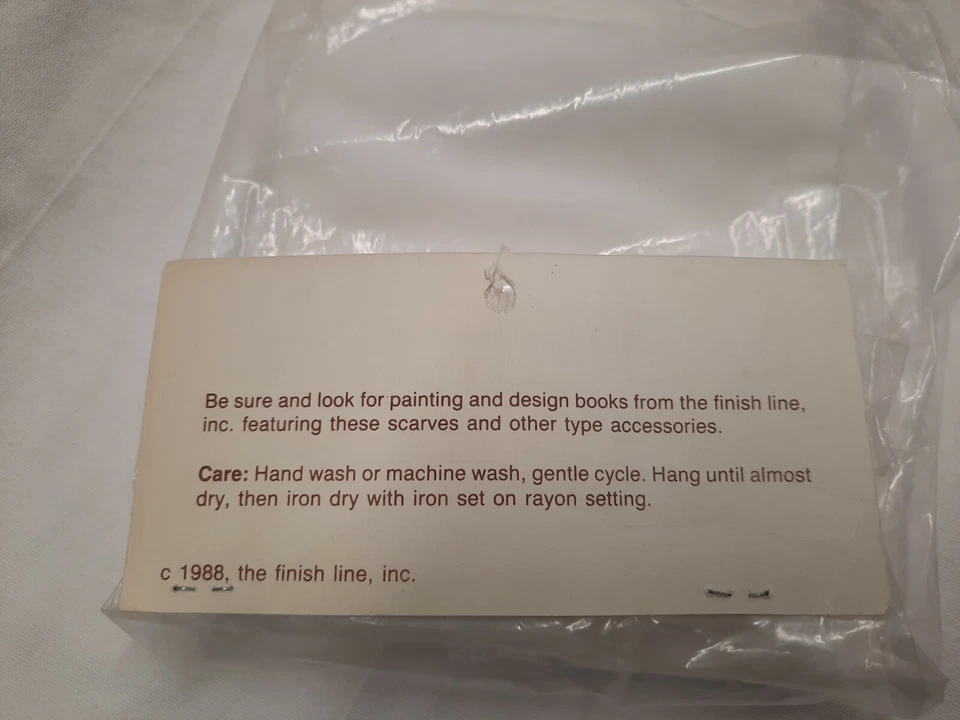 Be sure and look for painting and design books from the finish line,
inc. featuring these scarves and other type accessories.
Care: Hand wash or machine wash, gentle cycle. Hang until almost
dry, then iron dry with iron set on rayon setting.
c 1988, the finish line, inc.